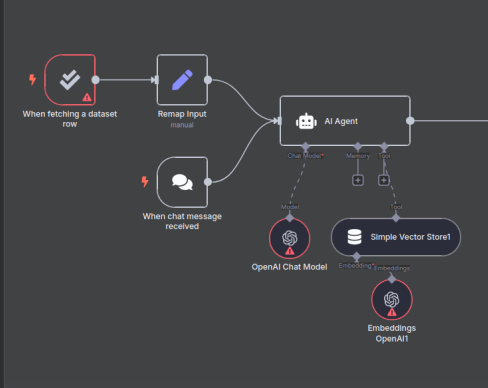 When fetching a dataset
row
Remap Input
manual
AI Agent
Chat Model*
Memory
Tool
When chat message
received
Model
Tool
OpenAI Chat Model
Simple Vector Store1
Embedding*
Embeddings
Embeddings
OpenAI1